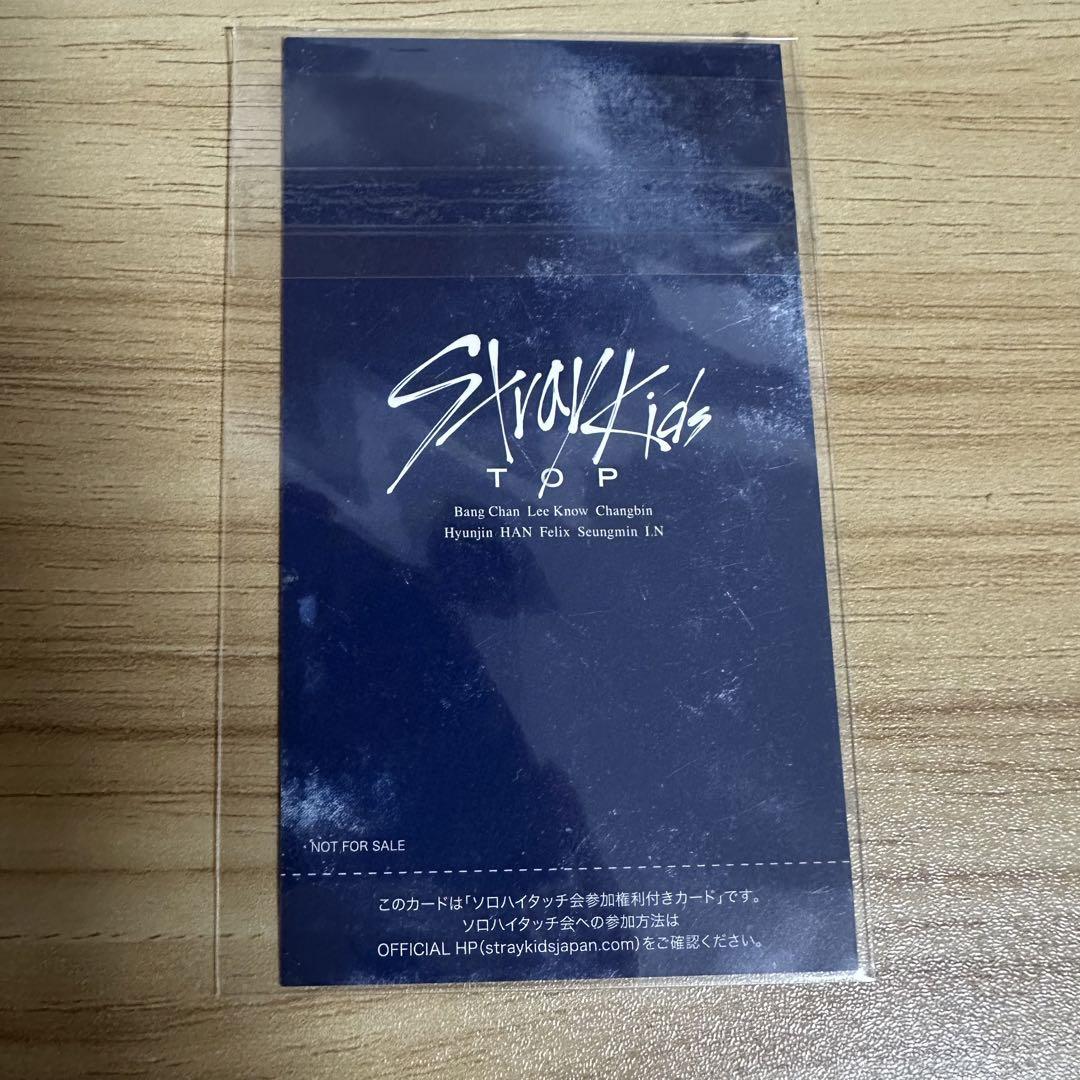 Stray Kids
TOP
Bang Chan Lee Know Changbin
Hyunjin HAN Felix Seungmin I.N
・NOT FOR SALE
このカードは「ソロハイタッチ会参加権利付きカード」です。
ソロハイタッチ会への参加方法は
OFFICIAL HP(straykidsjapan.com)をご確認ください。